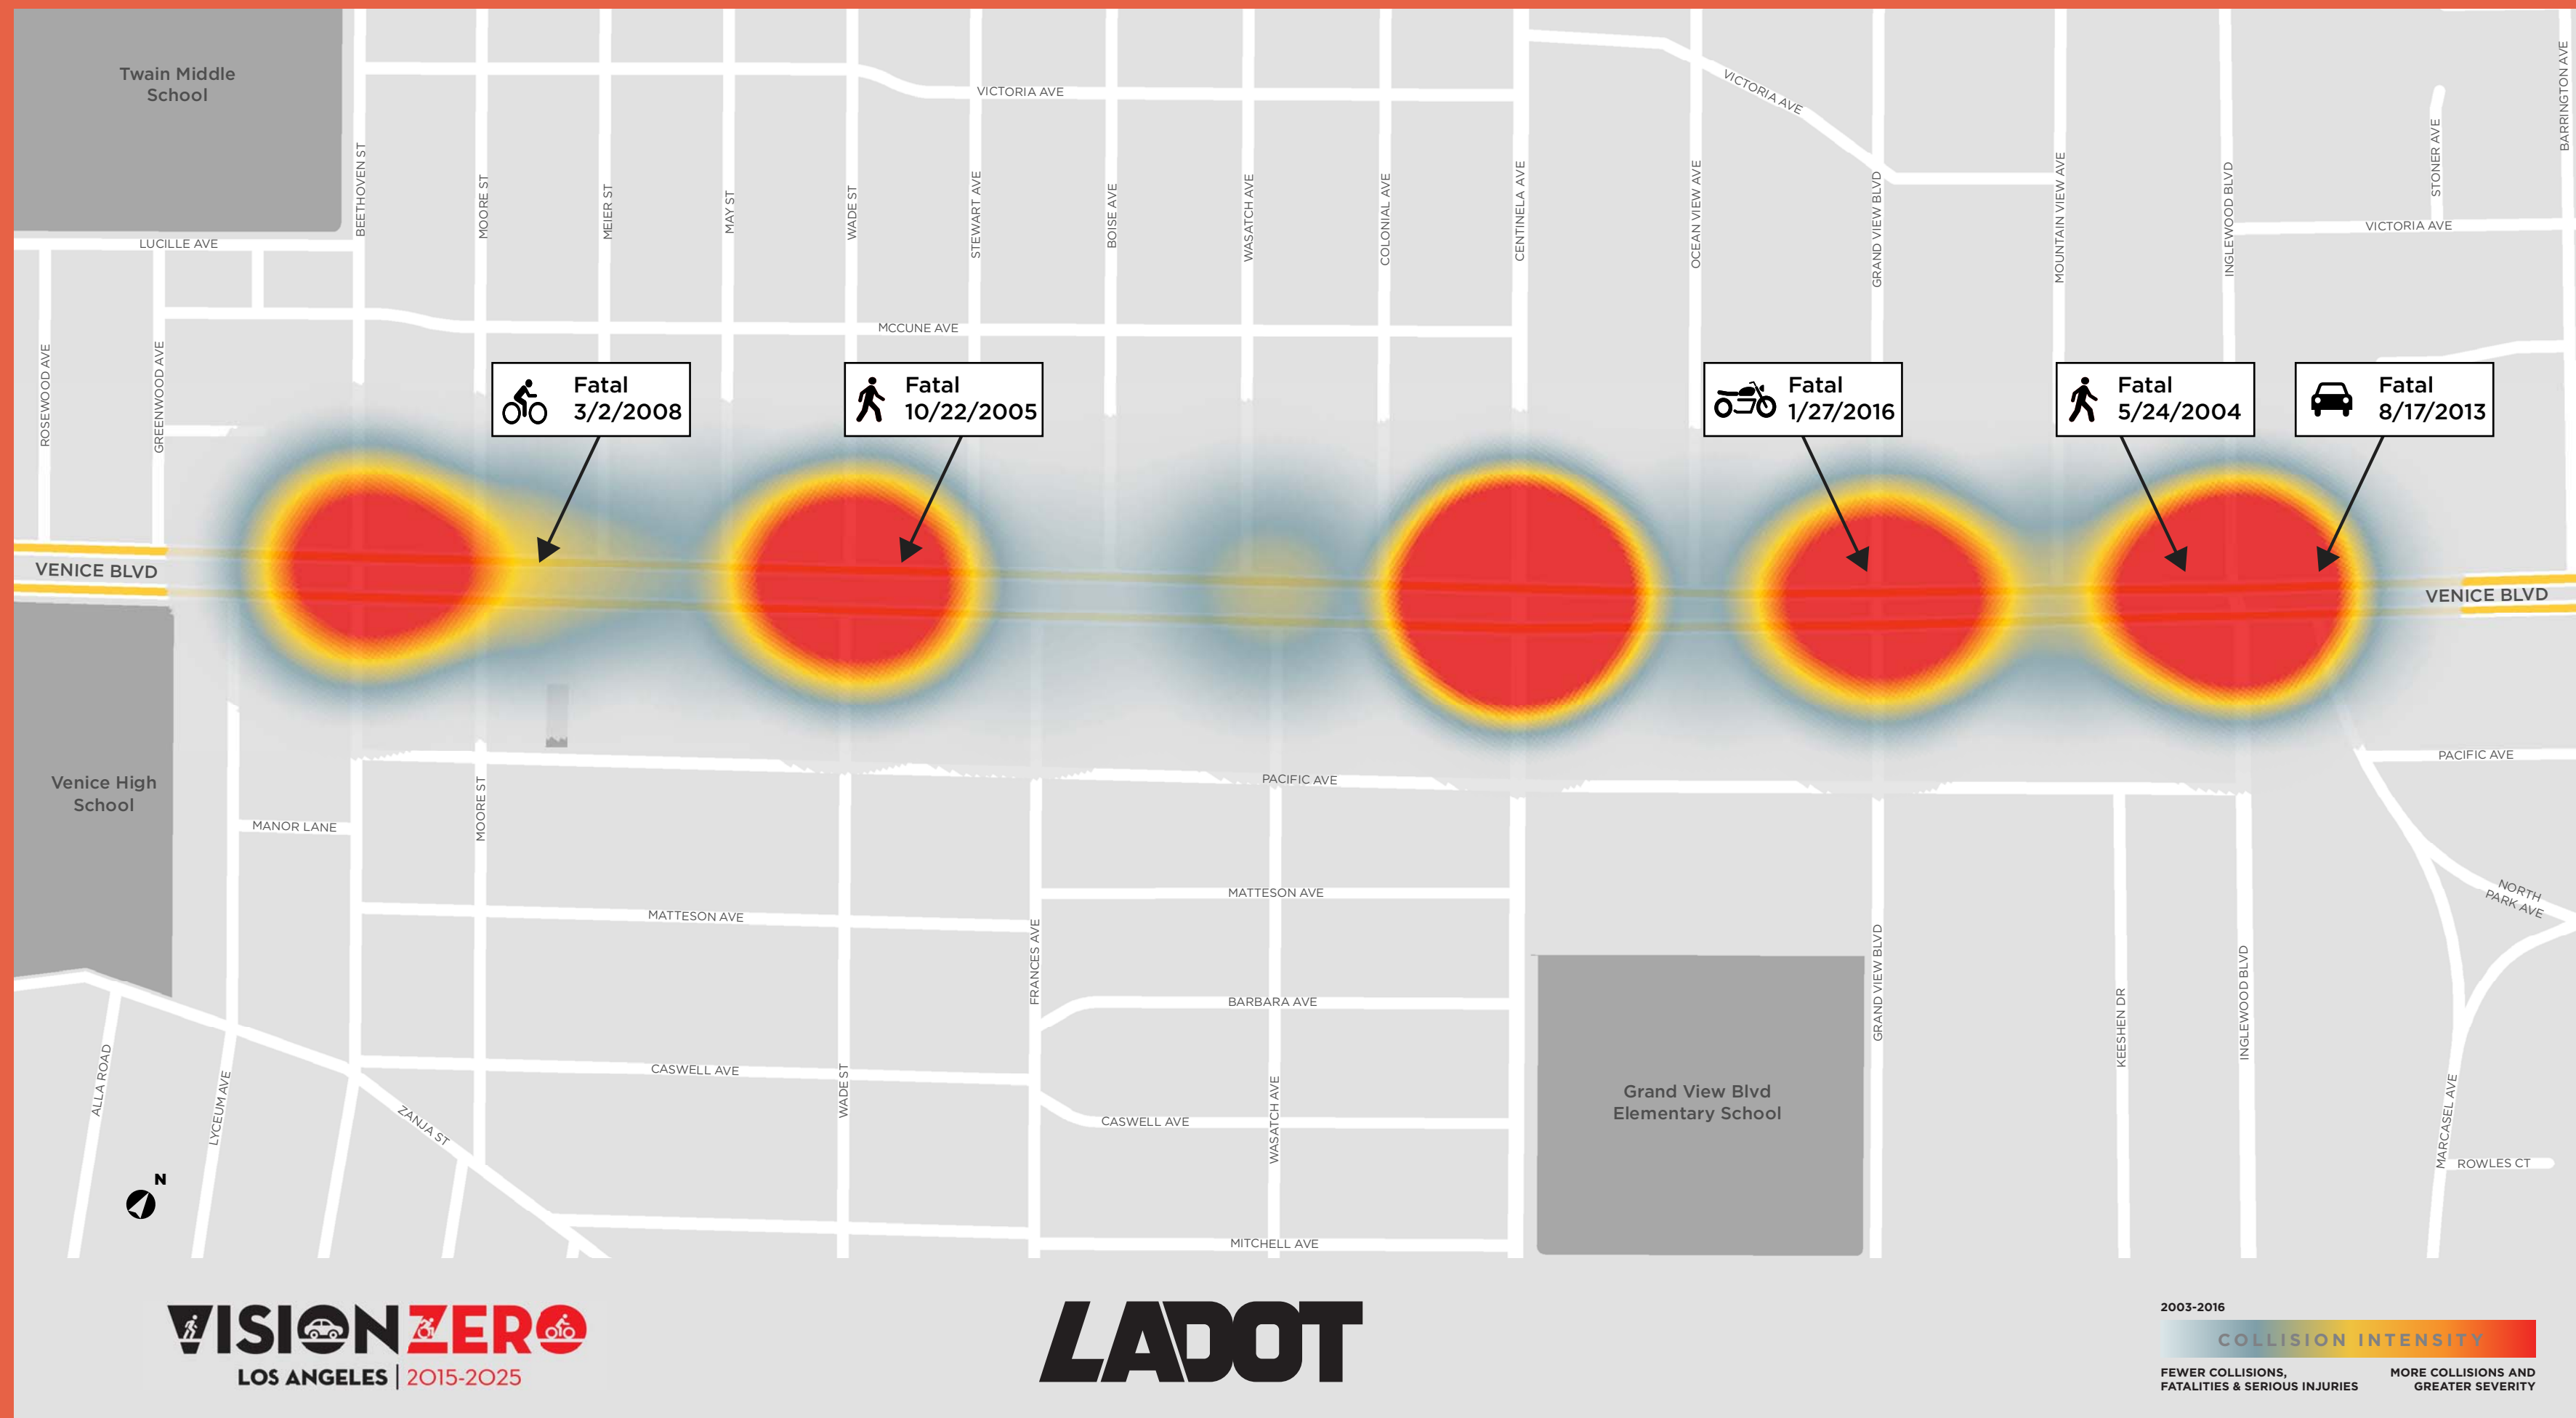 Twain Middle
School
VICTORIA AVE
VICTORIA AVE
BARRINGTON AVE
STONER AVE
BEETHOVEN ST
MOORE ST
MEIER ST
MAY ST
WADE ST
STEWART AVE
BOISE AVE
WASATCH AVE
COLONIAL AVE
CENTINELA AVE
OCEAN VIEW AVE
GRAND VIEW BLVD
MOUNTAIN VIEW AVE
INGLEWOOD BLVD
VICTORIA AVE
LUCILLE AVE
MCCUNE AVE
ROSEWOOD AVE
GREENWOOD AVE
Fatal
3/2/2008
Fatal
10/22/2005
Fatal
1/27/2016
Fatal
5/24/2004
Fatal
8/17/2013
VENICE BLVD
VENICE BLVD
Venice High
School
PACIFIC AVE
PACIFIC AVE
MANOR LANE
MOORE ST
MATTESON AVE
MATTESON AVE
NORTH
PARK AVE
FRANCES AVE
BARBARA AVE
GRAND VIEW BLVD
KEESHEN DR
INGLEWOOD BLVD
ALLA ROAD
LYCEUM AVE
ZANJA ST
CASWELL AVE
WADE ST
CASWELL AVE
WASATCH AVE
Grand View Blvd
Elementary School
MARCASEL AVE
ROWLES CT
N
MITCHELL AVE
VISION ZERO
LOS ANGELES | 2015-2025
LADOT
2003-2016
COLLISION INTENSITY
FEWER COLLISIONS,
FATALITIES & SERIOUS INJURIES
MORE COLLISIONS AND
GREATER SEVERITY